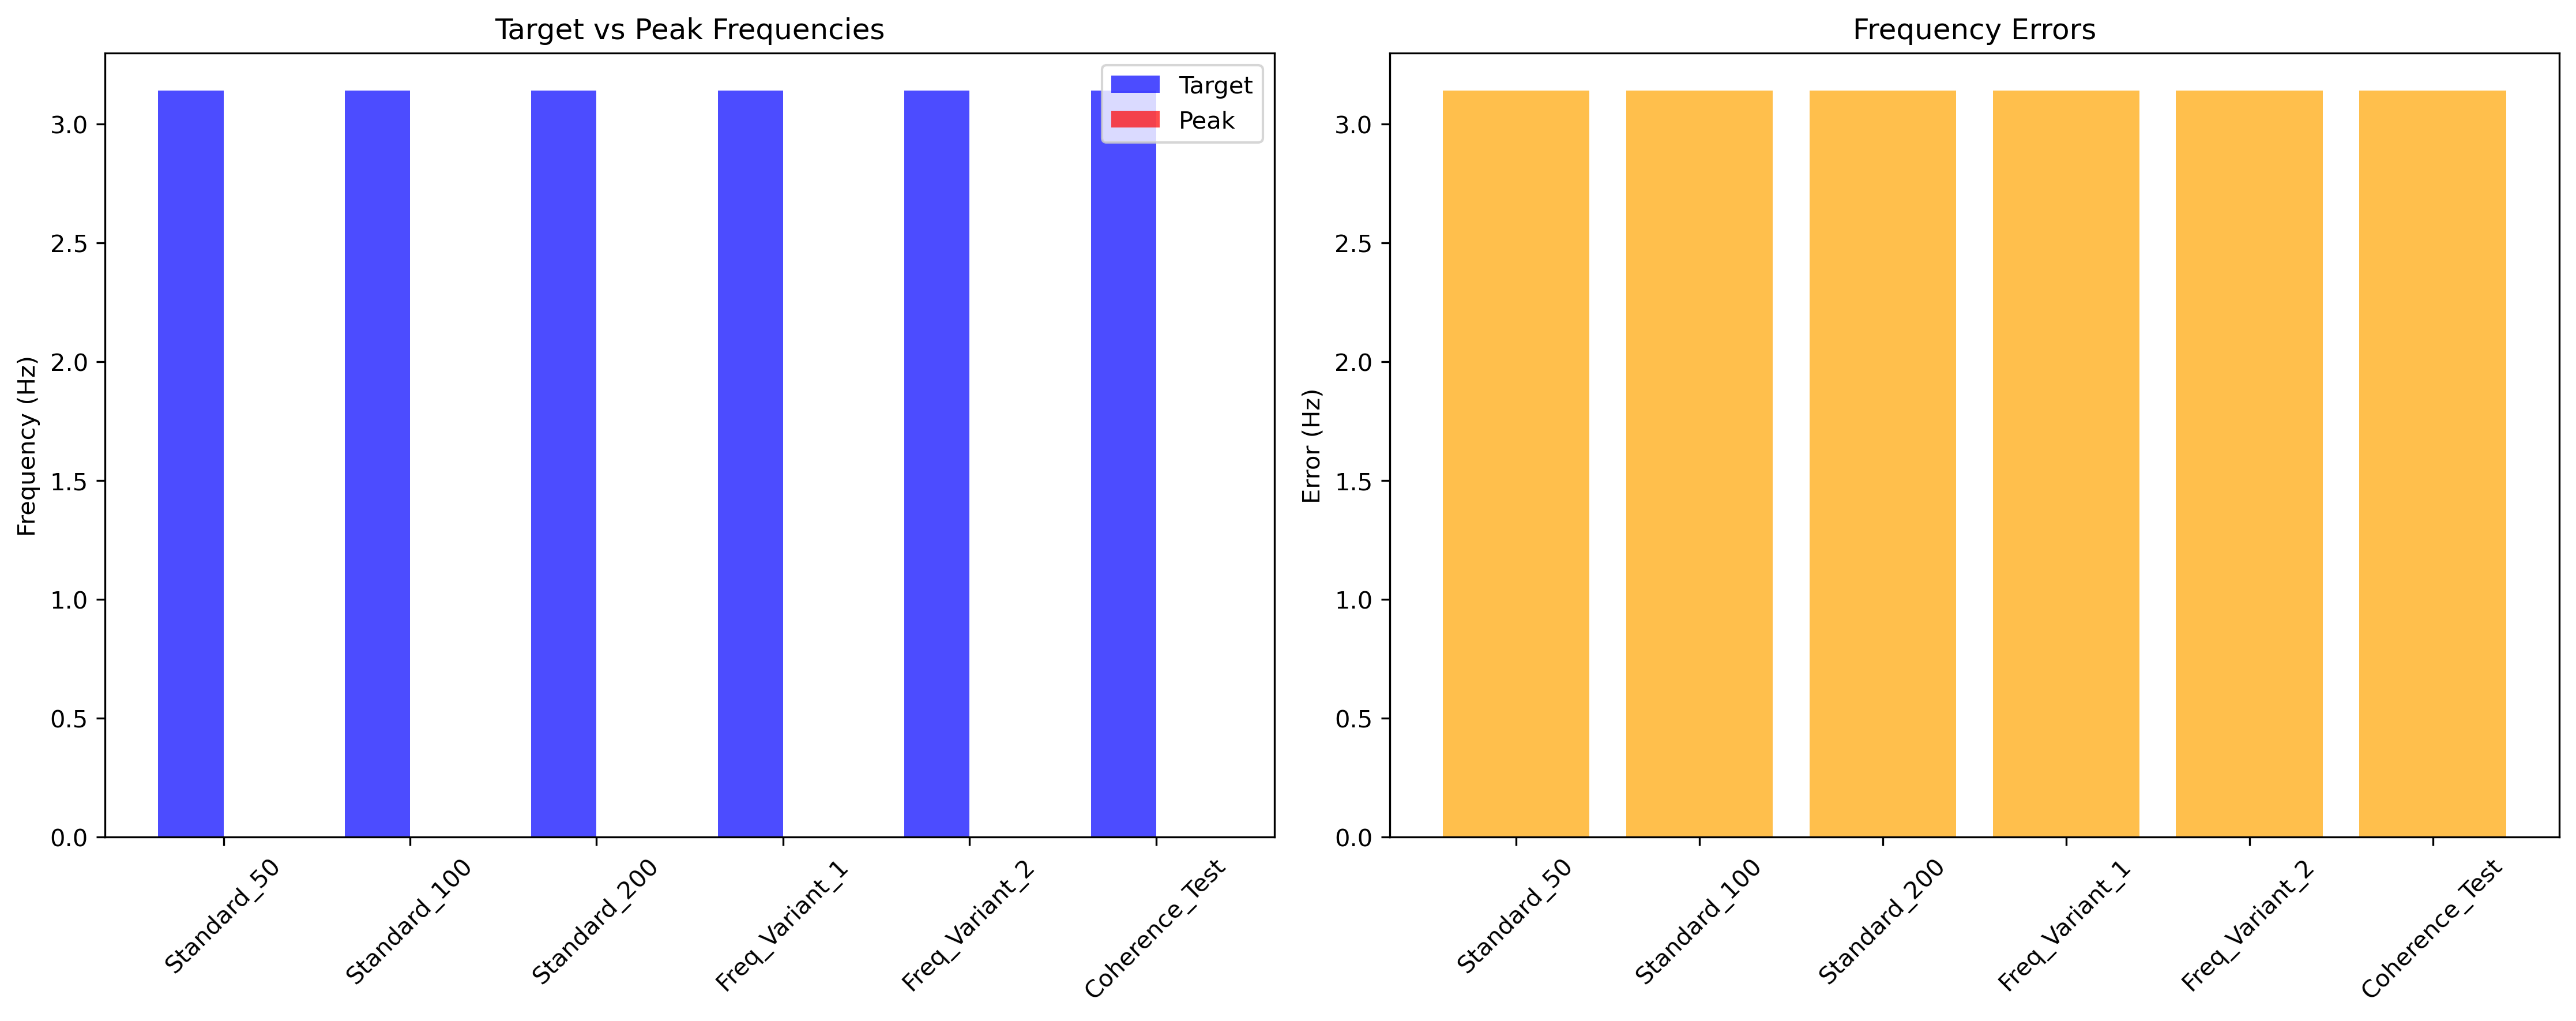 Target vs Peak Frequencies
Target
Peak
Frequency (Hz)
3.0
2.5
2.0
1.5
1.0
0.5
0.0
Standard_50
Standard_100
Standard_200
Freq_Variant_1
Freq_Variant_2
Coherence_Test
Frequency Errors
Error (Hz)
3.0
2.5
2.0
1.5
1.0
0.5
0.0
Standard_50
Standard_100
Standard_200
Freq_Variant_1
Freq_Variant_2
Coherence_Test